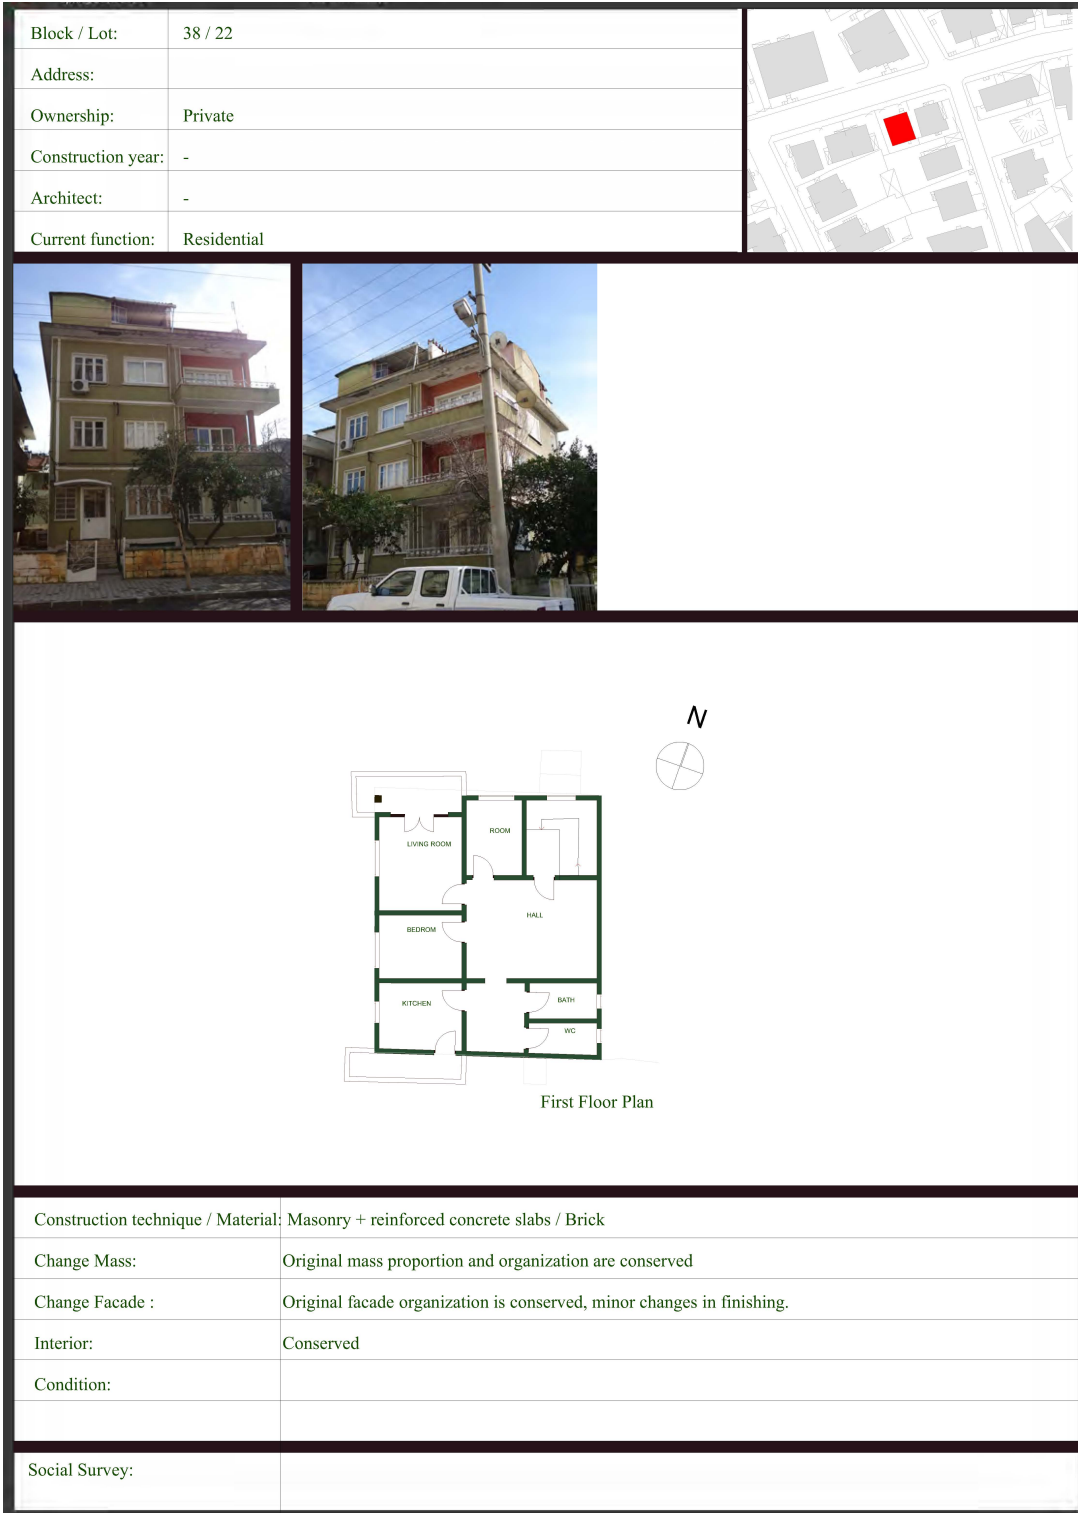 Block / Lot: 38 / 22
Address:
Ownership: Private
Construction year: -
Architect: -
Current function: Residential
N
ROOM
LIVING ROOM
HALL
BEDROM
KITCHEN
BATH
WC
First Floor Plan
Construction technique / Material: Masonry + reinforced concrete slabs / Brick
Change Mass: Original mass proportion and organization are conserved
Change Facade : Original facade organization is conserved, minor changes in finishing.
Interior: Conserved
Condition:
Social Survey: